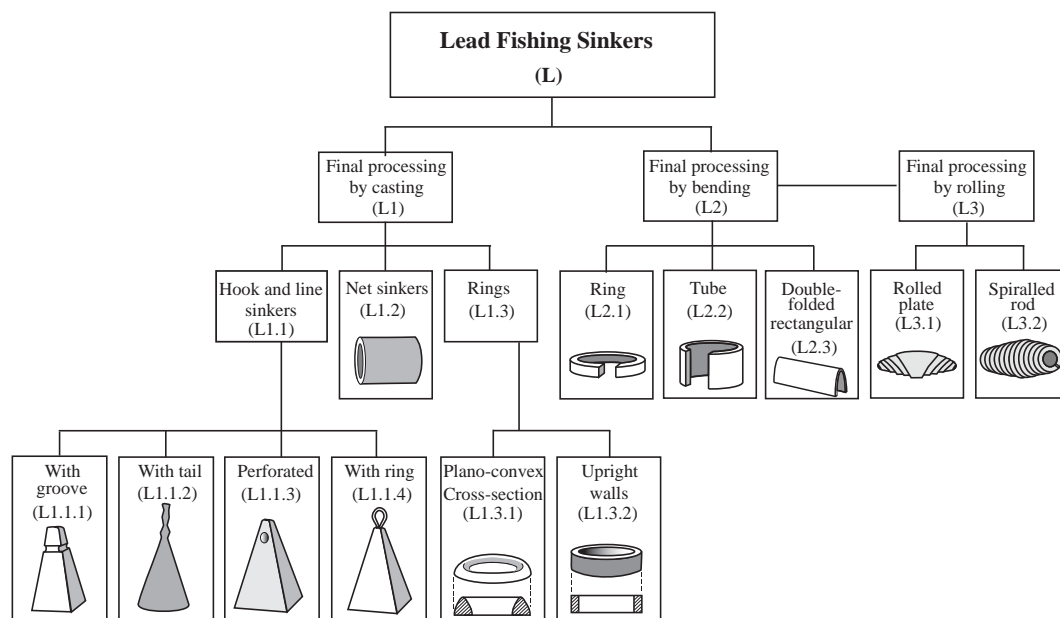 Lead Fishing Sinkers
(L)
Final processing
by casting
(L1)
Final processing
by bending
(L2)
Final processing
by rolling
(L3)
Hook and line
sinkers
(L1.1)
Net sinkers
(L1.2)
Rings
(L1.3)
Ring
(L2.1)
Tube
(L2.2)
Double-
folded
rectangular
(L2.3)
Rolled
plate
(L3.1)
Spiralled
rod
(L3.2)
With
groove
(L1.1.1)
With tail
(L1.1.2)
Perforated
(L1.1.3)
With ring
(L1.1.4)
Plano-convex
Cross-section
(L1.3.1)
Upright
walls
(L1.3.2)